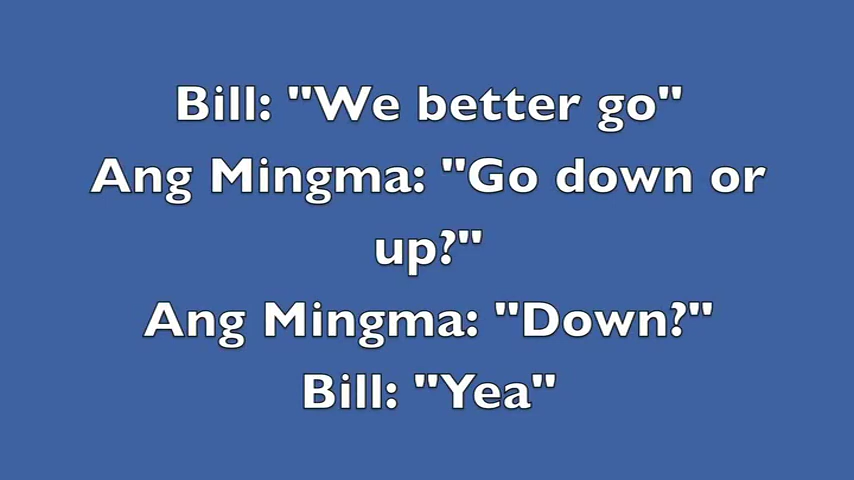 Bill: "We better go"
Ang Mingma: "Go down or
up?"
Ang Mingma: "Down?"
Bill: "Yea"